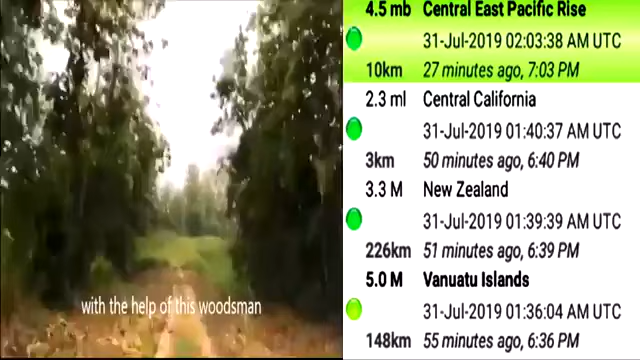 with the help of this woodsman
4.5 mb Central East Pacific Rise
31-Jul-2019 02:03:38 AM UTC
10km 27 minutes ago, 7:03 PM
2.3 ml Central California
31-Jul-2019 01:40:37 AM UTC
3km 50 minutes ago, 6:40 PM
3.3 M New Zealand
31-Jul-2019 01:39:39 AM UTC
226km 51 minutes ago, 6:39 PM
5.0 M Vanuatu Islands
31-Jul-2019 01:36:04 AM UTC
148km 55 minutes ago, 6:36 PM